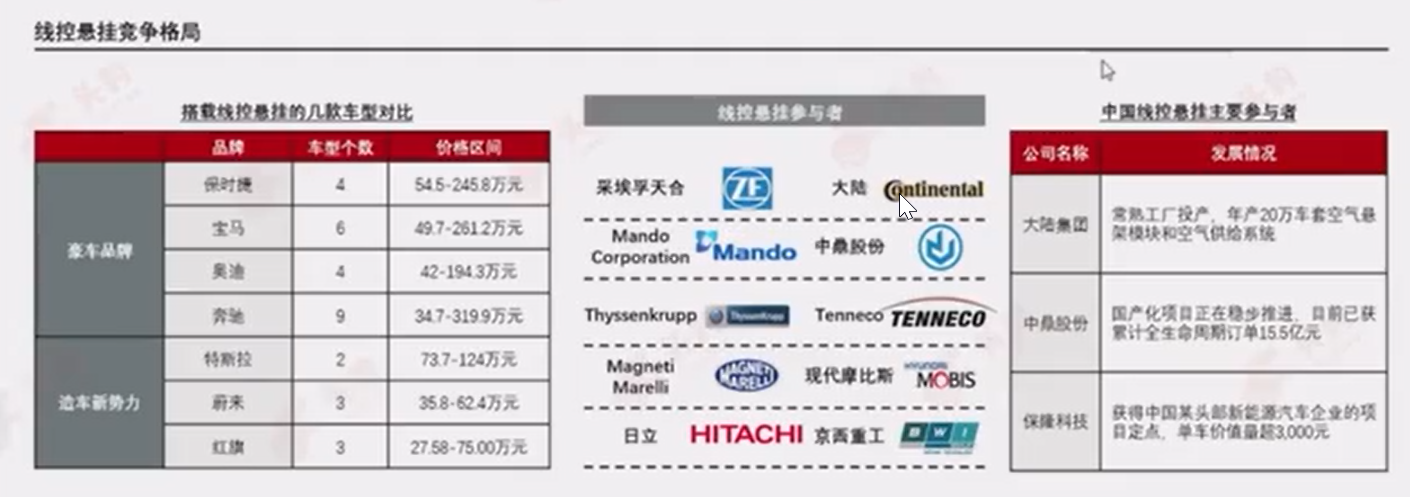 线控悬挂竞争格局
搭载线控悬挂的几款车型对比
品牌 车型个数 价格区间
豪车品牌
保时捷 4 54.5-245.8万元
宝马 6 49.7-261.2万元
奥迪 4 42-194.3万元
奔驰 9 34.7-319.9万元
造车新势力
特斯拉 2 73.7-124万元
蔚来 3 35.8-62.4万元
红旗 3 27.58-75.00万元
线控悬挂参与者
采埃孚天合 ZF 大陆 Continental
Mando
Corporation Mando 中鼎股份
Thyssenkrupp ThyssenKrupp Tenneco TENNECO
Magneti
Marelli MAGNETI MARELLI 现代摩比斯 HYUNDAI MOBIS
日立 HITACHI 京西重工 BWI
中国线控悬挂主要参与者
公司名称 发展情况
大陆集团
常熟工厂投产，年产20万车套空气悬
架模块和空气供给系统
中鼎股份
国产化项目正在稳步推进，目前已获
累计全生命周期订单15.5亿元
保隆科技
获得中国某头部新能源汽车企业的项
目定点，单车价值量超3,000元